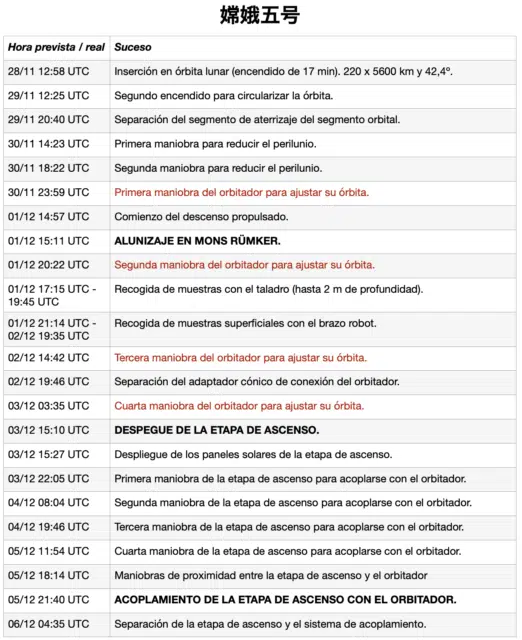 嫦娥五号
Hora prevista / real Suceso
28/11 12:58 UTC Inserción en órbita lunar (encendido de 17 min). 220 x 5600 km y 42,4º.
29/11 12:25 UTC Segundo encendido para circularizar la órbita.
29/11 20:40 UTC Separación del segmento de aterrizaje del segmento orbital.
30/11 14:23 UTC Primera maniobra para reducir el perilunio.
30/11 18:22 UTC Segunda maniobra para reducir el perilunio.
30/11 23:59 UTC Primera maniobra del orbitador para ajustar su órbita.
01/12 14:57 UTC Comienzo del descenso propulsado.
01/12 15:11 UTC ALUNIZAJE EN MONS RÜMKER.
01/12 20:22 UTC Segunda maniobra del orbitador para ajustar su órbita.
01/12 17:15 UTC - Recogida de muestras con el taladro (hasta 2 m de profundidad).
19:45 UTC
01/12 21:14 UTC - Recogida de muestras superficiales con el brazo robot.
02/12 19:35 UTC
02/12 14:42 UTC Tercera maniobra del orbitador para ajustar su órbita.
02/12 19:46 UTC Separación del adaptador cónico de conexión del orbitador.
03/12 03:35 UTC Cuarta maniobra del orbitador para ajustar su órbita.
03/12 15:10 UTC DESPEGUE DE LA ETAPA DE ASCENSO.
03/12 15:27 UTC Despliegue de los paneles solares de la etapa de ascenso.
03/12 22:05 UTC Primera maniobra de la etapa de ascenso para acoplarse con el orbitador.
04/12 08:04 UTC Segunda maniobra de la etapa de ascenso para acoplarse con el orbitador.
04/12 19:46 UTC Tercera maniobra de la etapa de ascenso para acoplarse con el orbitador.
05/12 11:54 UTC Cuarta maniobra de la etapa de ascenso para acoplarse con el orbitador.
05/12 18:14 UTC Maniobras de proximidad entre la etapa de ascenso y el orbitador
05/12 21:40 UTC ACOPLAMIENTO DE LA ETAPA DE ASCENSO CON EL ORBITADOR.
06/12 04:35 UTC Separación de la etapa de ascenso y el sistema de acoplamiento.